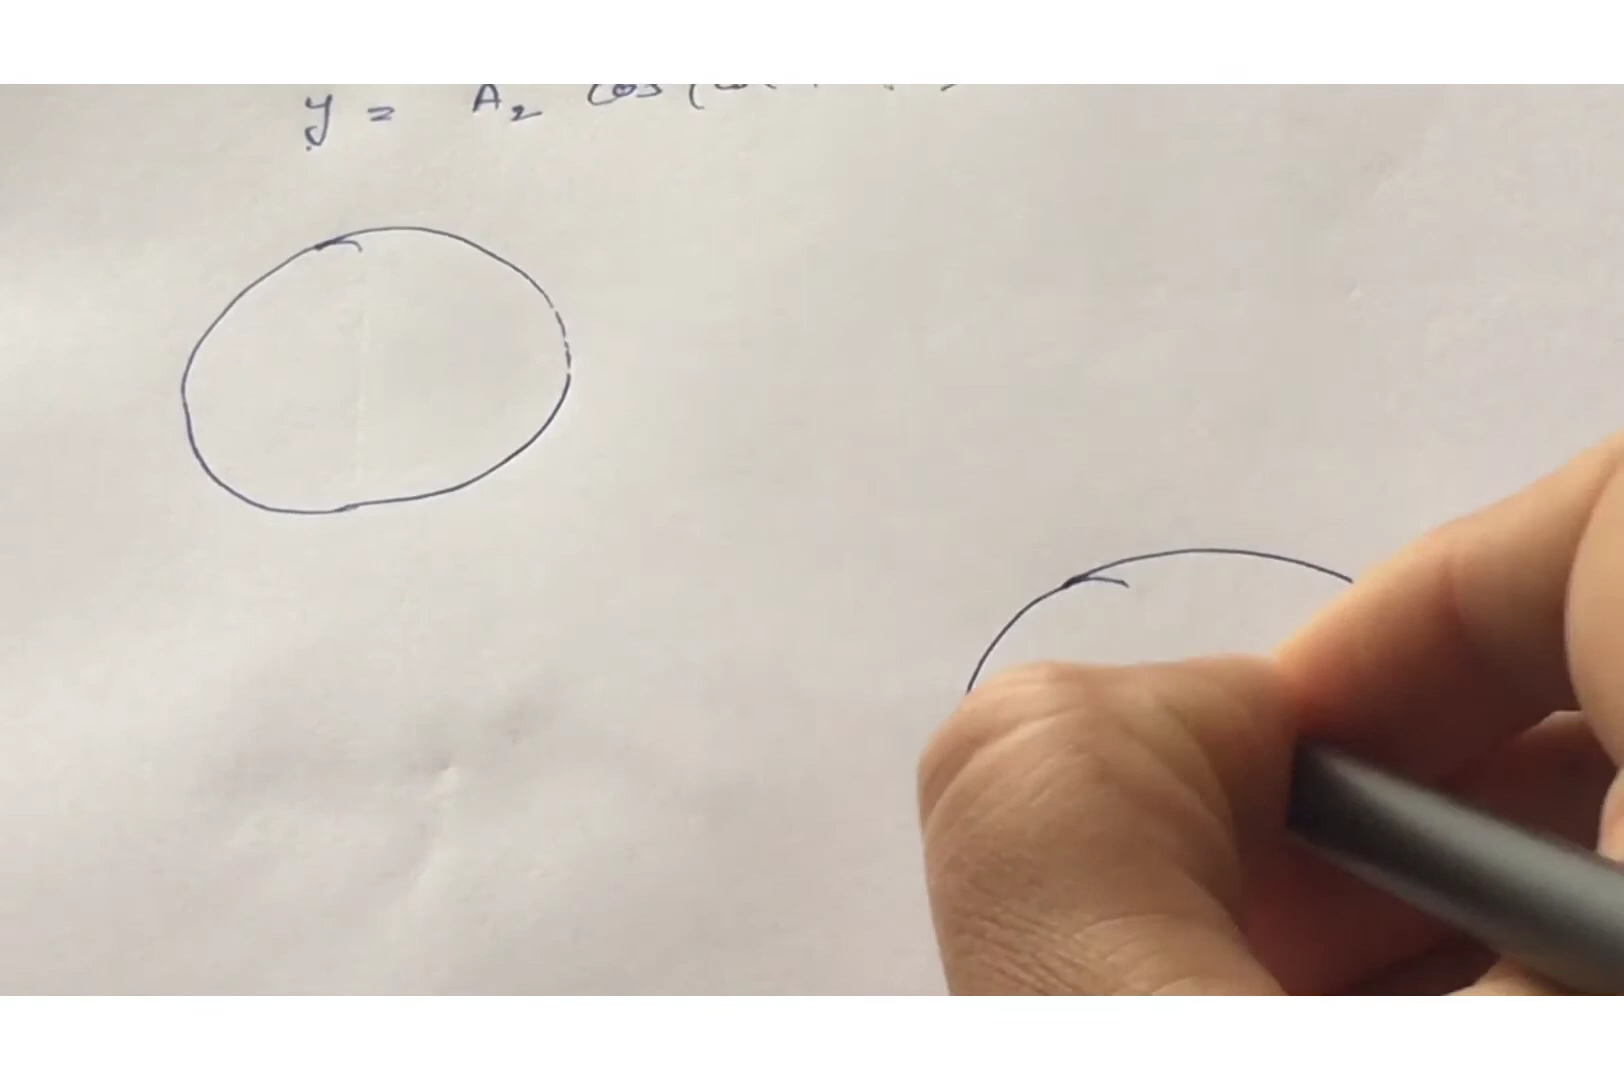 y = A₂ cos(